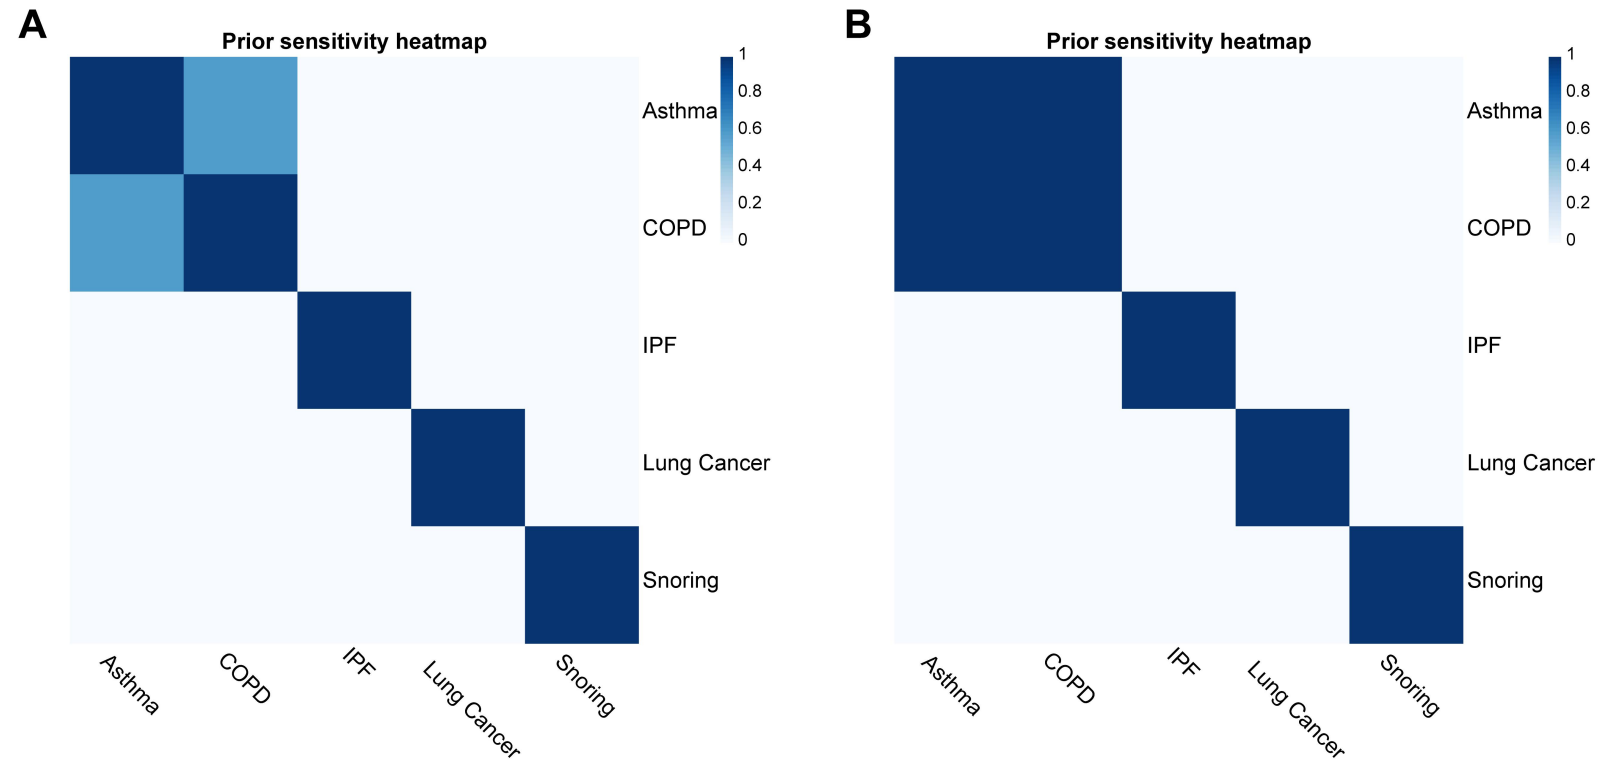 A
Prior sensitivity heatmap
1
0.8
0.6
0.4
0.2
0
Asthma
COPD
IPF
Lung Cancer
Snoring
Asthma
COPD
IPF
Lung Cancer
Snoring
B
Prior sensitivity heatmap
1
0.8
0.6
0.4
0.2
0
Asthma
COPD
IPF
Lung Cancer
Snoring
Asthma
COPD
IPF
Lung Cancer
Snoring